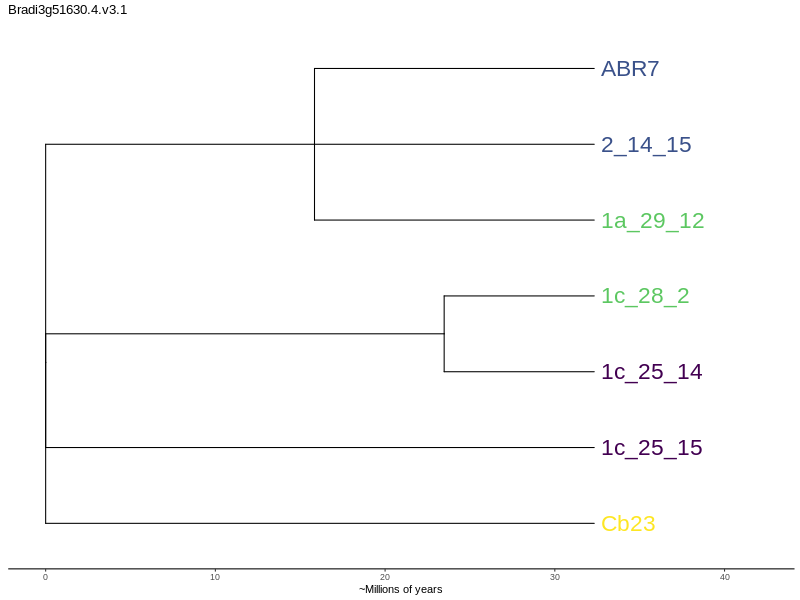 Bradi3g51630.4.v3.1
ABR7
2_14_15
1a_29_12
1c_28_2
1c_25_14
1c_25_15
Cb23
0 10 20 30 40
~Millions of years